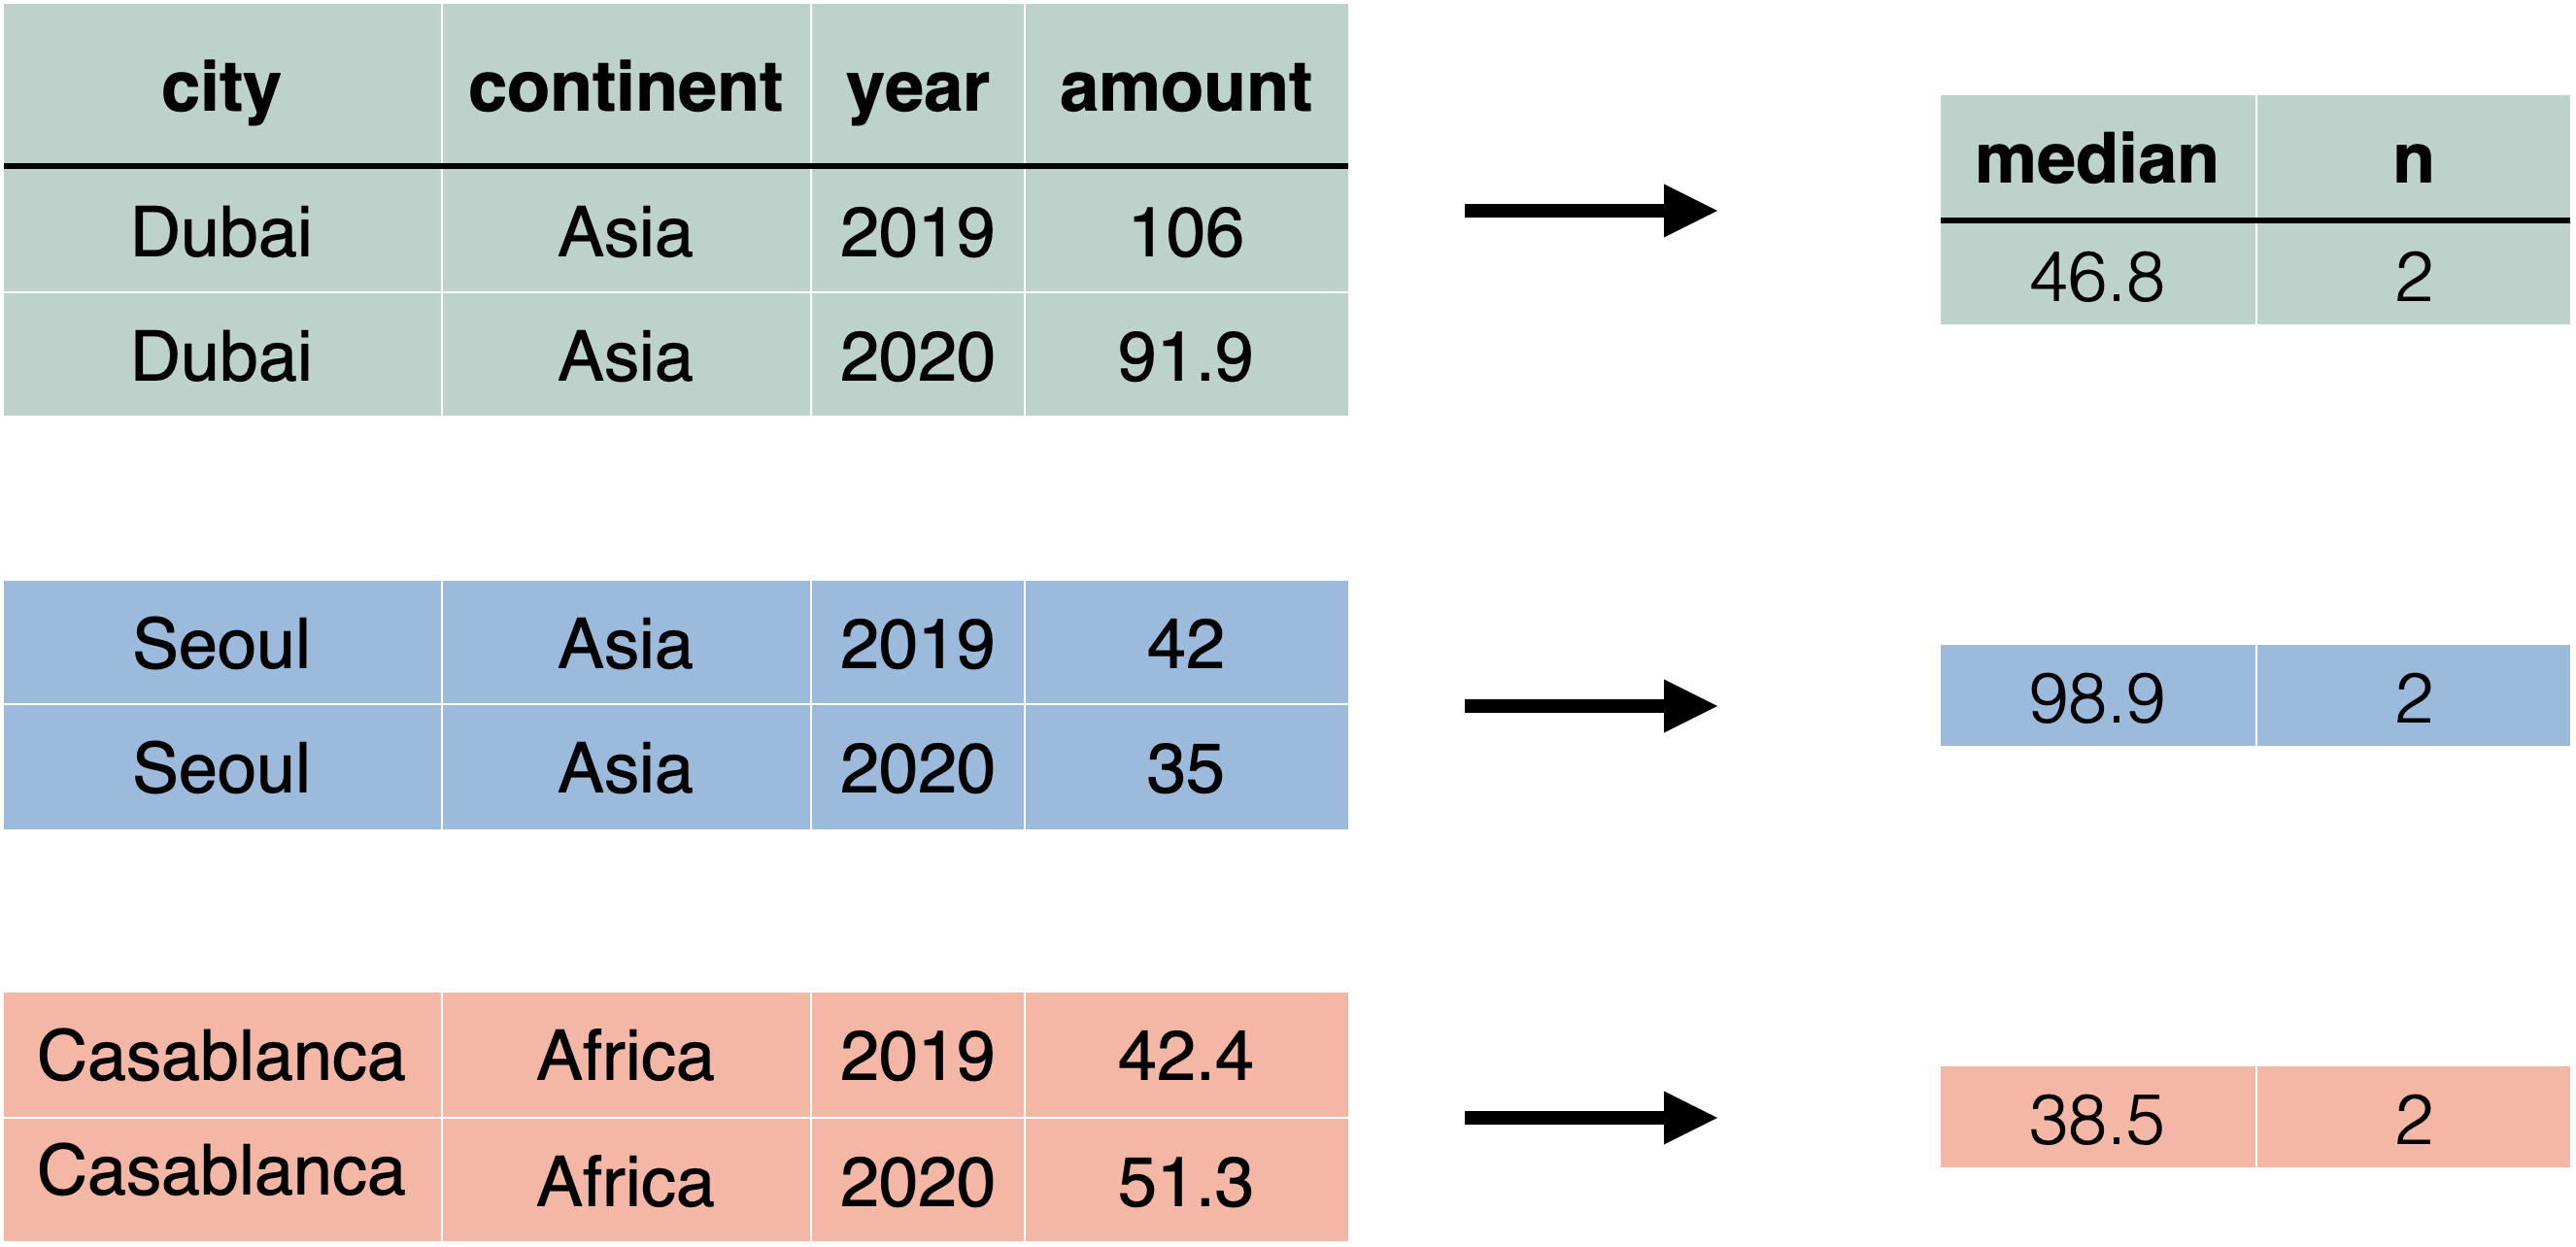 city continent year amount
median n
Dubai Asia 2019 106
46.8 2
Dubai Asia 2020 91.9
Seoul Asia 2019 42
98.9 2
Seoul Asia 2020 35
Casablanca Africa 2019 42.4
38.5 2
Casablanca Africa 2020 51.3